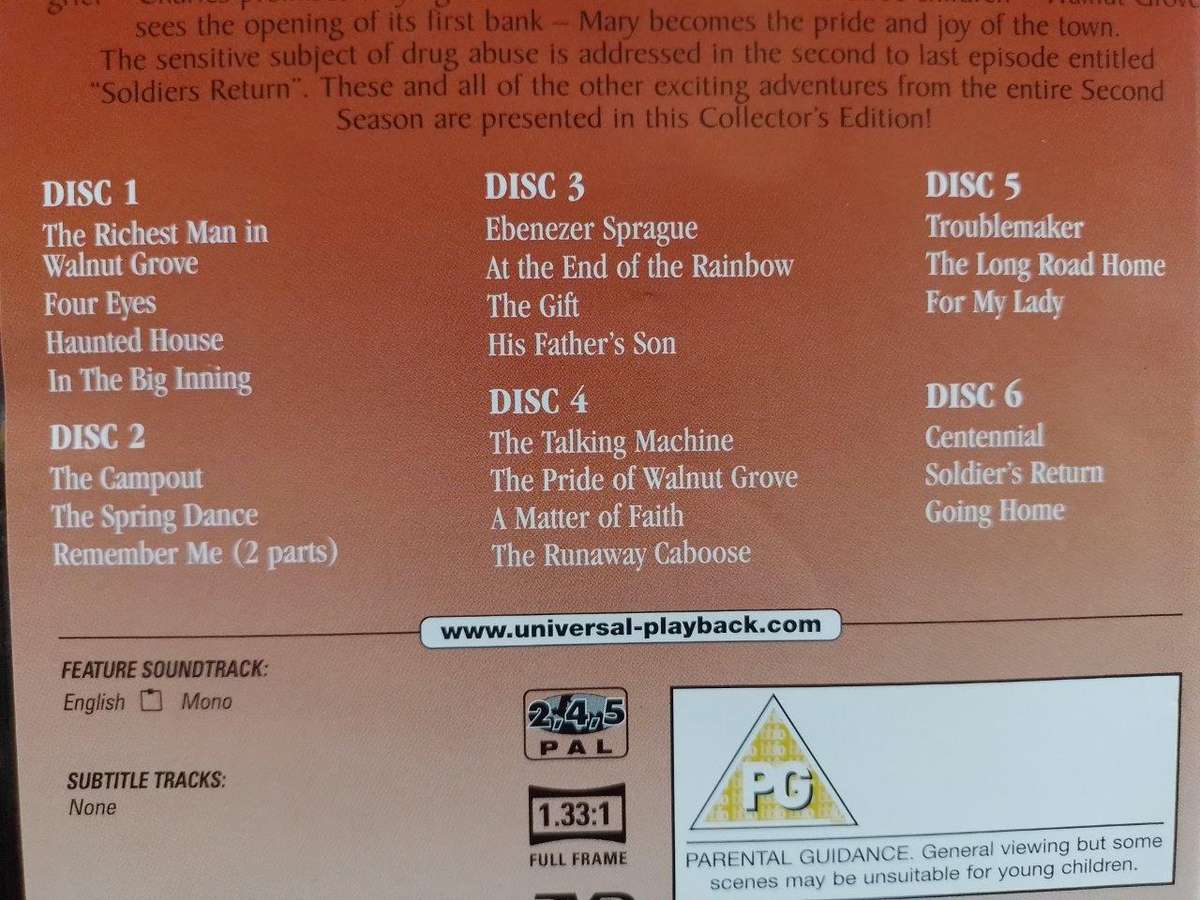 sees the opening of its first bank – Mary becomes the pride and joy of the town.
The sensitive subject of drug abuse is addressed in the second to last episode entitled
"Soldiers Return". These and all of the other exciting adventures from the entire Second
Season are presented in this Collector's Edition!
DISC 1
The Richest Man in
Walnut Grove
Four Eyes
Haunted House
In The Big Inning
DISC 2
The Campout
The Spring Dance
Remember Me (2 parts)
DISC 3
Ebenezer Sprague
At the End of the Rainbow
The Gift
His Father's Son
DISC 4
The Talking Machine
The Pride of Walnut Grove
A Matter of Faith
The Runaway Caboose
DISC 5
Troublemaker
The Long Road Home
For My Lady
DISC 6
Centennial
Soldier's Return
Going Home
www.universal-playback.com
FEATURE SOUNDTRACK:
English Mono
SUBTITLE TRACKS:
None
2,4,5
PAL
1.33:1
FULL FRAME
PG
PARENTAL GUIDANCE. General viewing but some
scenes may be unsuitable for young children.